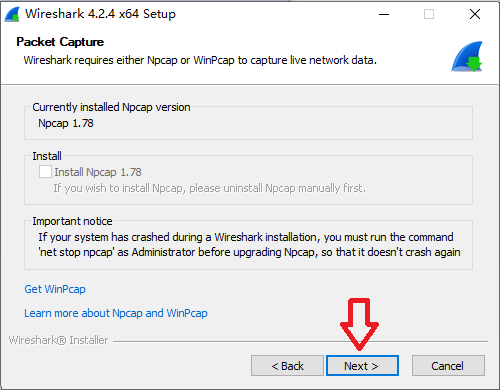 Wireshark 4.2.4 x64 Setup
Packet Capture
Wireshark requires either Npcap or WinPcap to capture live network data.
Currently installed Npcap version
Npcap 1.78
Install
Install Npcap 1.78
If you wish to install Npcap, please uninstall Npcap manually first.
Important notice
If your system has crashed during a Wireshark installation, you must run the command
'net stop npcap' as Administrator before upgrading Npcap, so that it doesn't crash again
Get WinPcap
Learn more about Npcap and WinPcap
Wireshark® Installer
< Back
Next >
Cancel